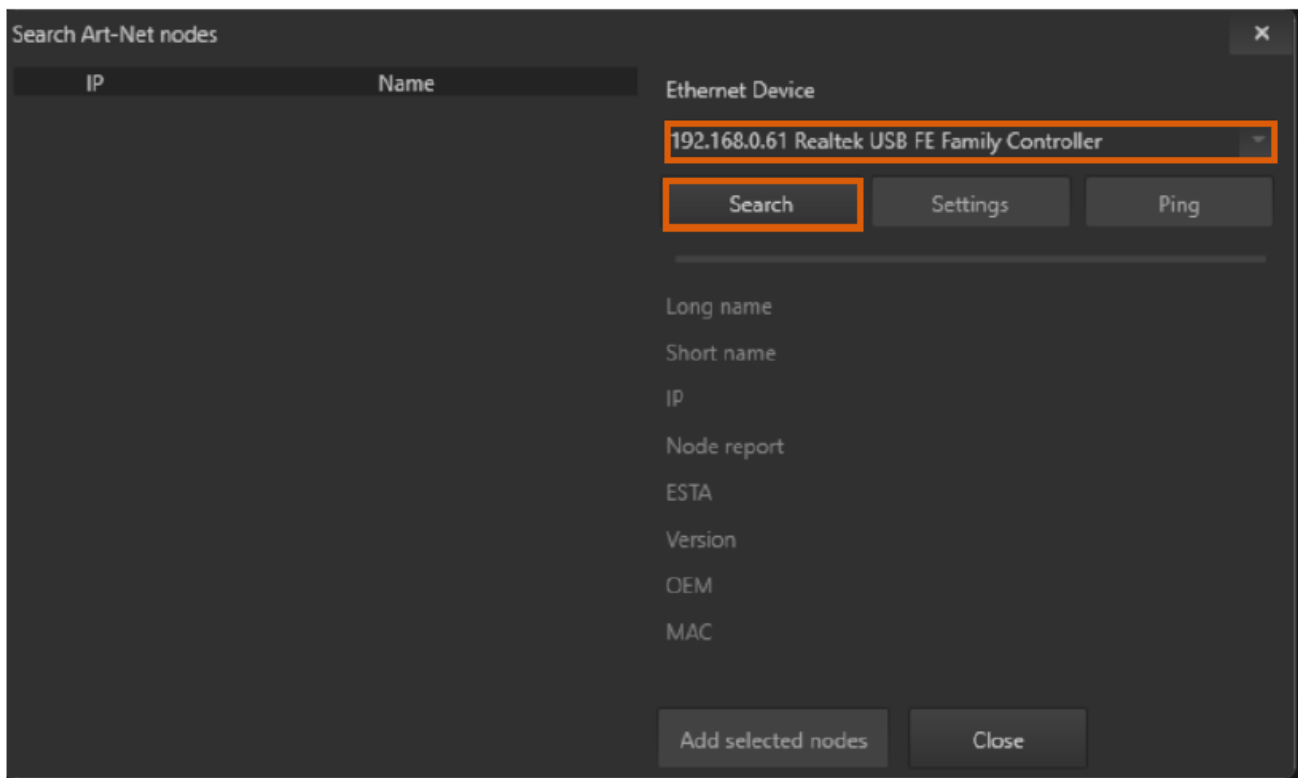 Search Art-Net nodes
×
IP Name
Ethernet Device
192.168.0.61 Realtek USB FE Family Controller
Search Settings Ping
Long name
Short name
IP
Node report
ESTA
Version
OEM
MAC
Add selected nodes Close